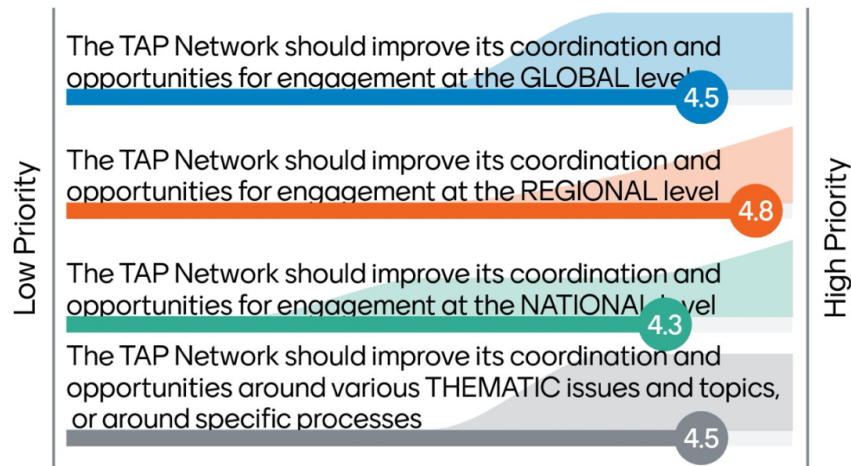 The TAP Network should improve its coordination and
opportunities for engagement at the GLOBAL level
4.5
The TAP Network should improve its coordination and
opportunities for engagement at the REGIONAL level
4.8
Low Priority
High Priority
The TAP Network should improve its coordination and
opportunities for engagement at the NATIONAL level
4.3
The TAP Network should improve its coordination and
opportunities around various THEMATIC issues and topics,
or around specific processes
4.5